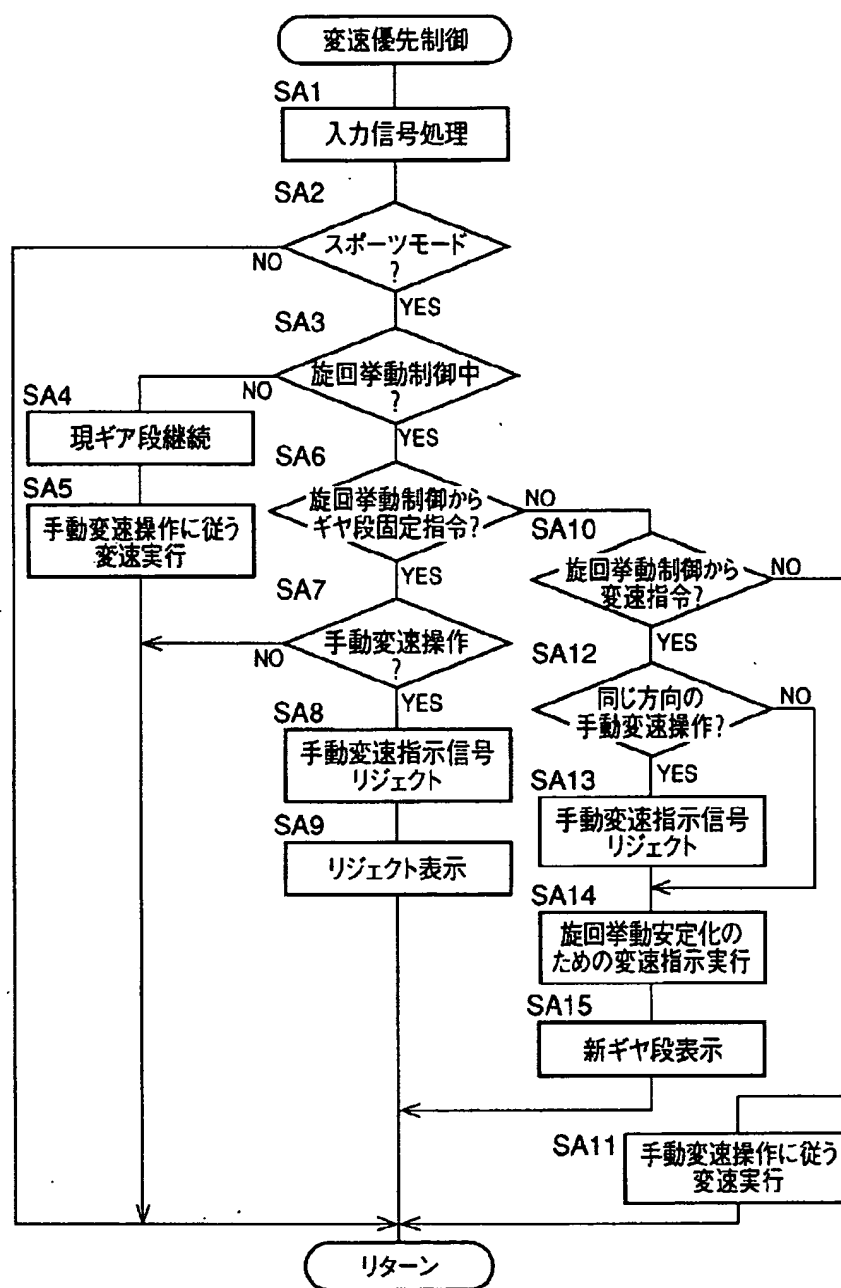 変速優先制御
SA1
入力信号処理
SA2
スポーツモード
?
NO
YES
SA3
旋回挙動制御中
?
NO
YES
SA4
現ギア段継続
SA5
手動変速操作に従う
変速実行
SA6
旋回挙動制御から
ギヤ段固定指令?
NO
YES
SA7
手動変速操作
?
NO
YES
SA8
手動変速指示信号
リジェクト
SA9
リジェクト表示
SA10
旋回挙動制御から
変速指令?
NO
YES
SA12
同じ方向の
手動変速操作?
NO
YES
SA13
手動変速指示信号
リジェクト
SA14
旋回挙動安定化の
ための変速指示実行
SA15
新ギヤ段表示
SA11
手動変速操作に従う
変速実行
リターン